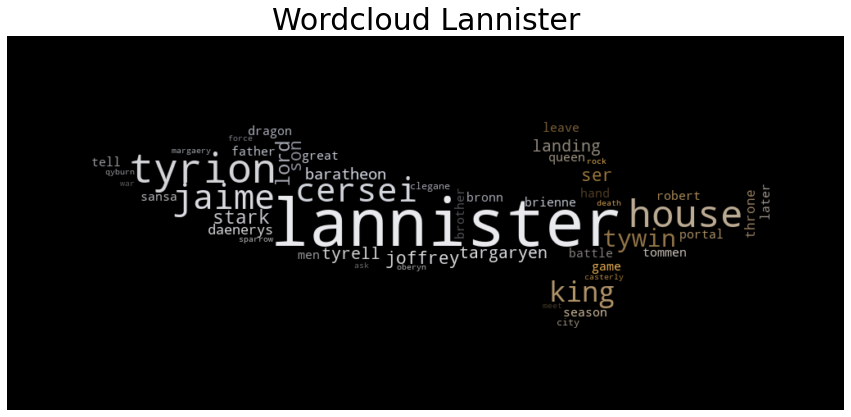 Wordcloud Lannister
leave
dragon
force
landing
margaery
father
lord
son
great
queen
rock
tell
tyrion
qyburn
baratheon
ser
war
jaime
cersei
clegane
hand
sansa
brother
bronn
brienne
death
robert
throne
later
stark
lannister
house
daenerys
sparrow
tywin
portal
men
tyrell
joffrey
targaryen
battle
tommen
ask
oberyn
game
casterly
king
meet
season
city